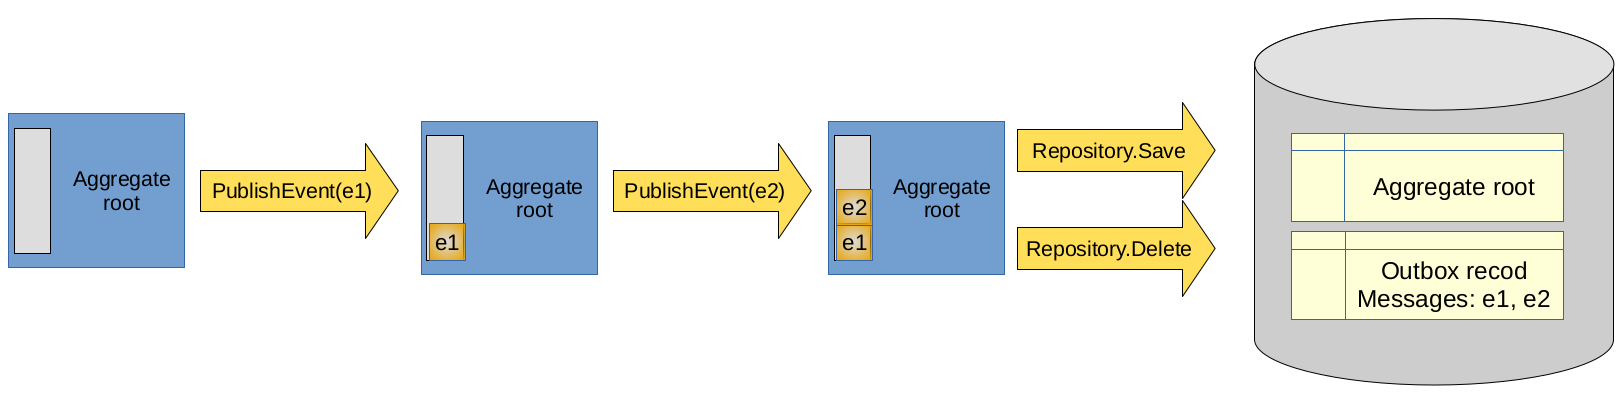 Aggregate
root
PublishEvent(e1)
Aggregate
root
e1
PublishEvent(e2)
Aggregate
root
e2
e1
Repository.Save
Repository.Delete
Aggregate root
Outbox recod
Messages: e1, e2